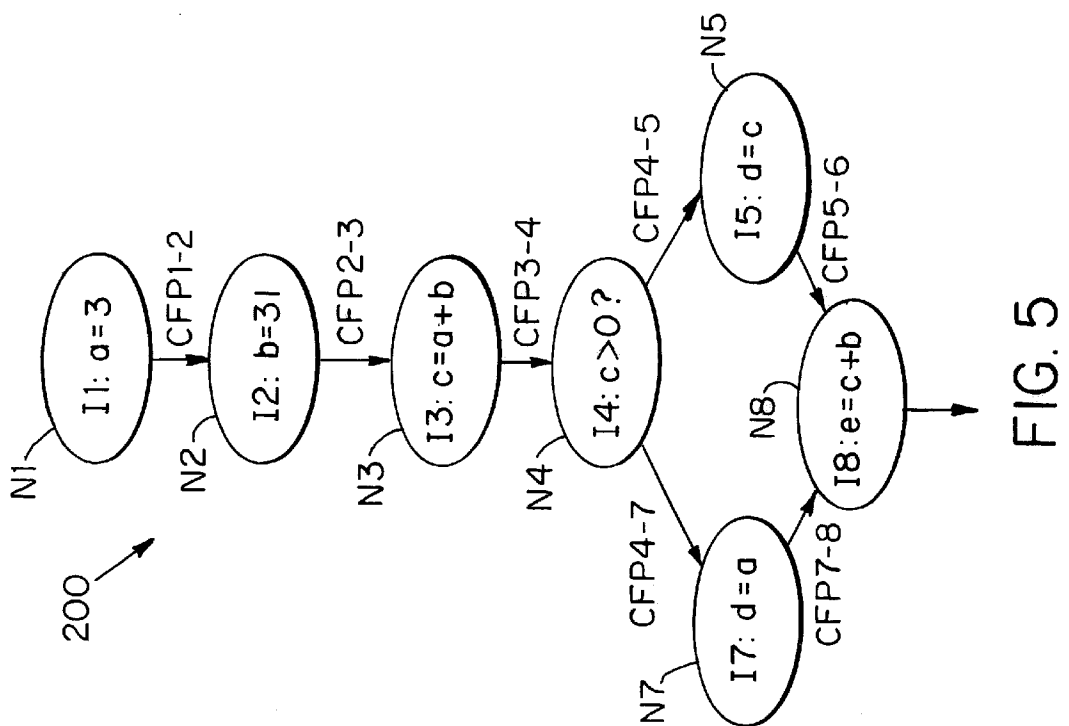 200
N1
I1: a=3
CFP1-2
N2
I2: b=31
CFP2-3
N3
I3: c=a+b
CFP3-4
N4
I4: c>0?
CFP4-7
CFP4-5
N7
I7: d=a
N5
I5: d=c
CFP7-8
CFP5-6
N8
I8: e=c+b
FIG. 5